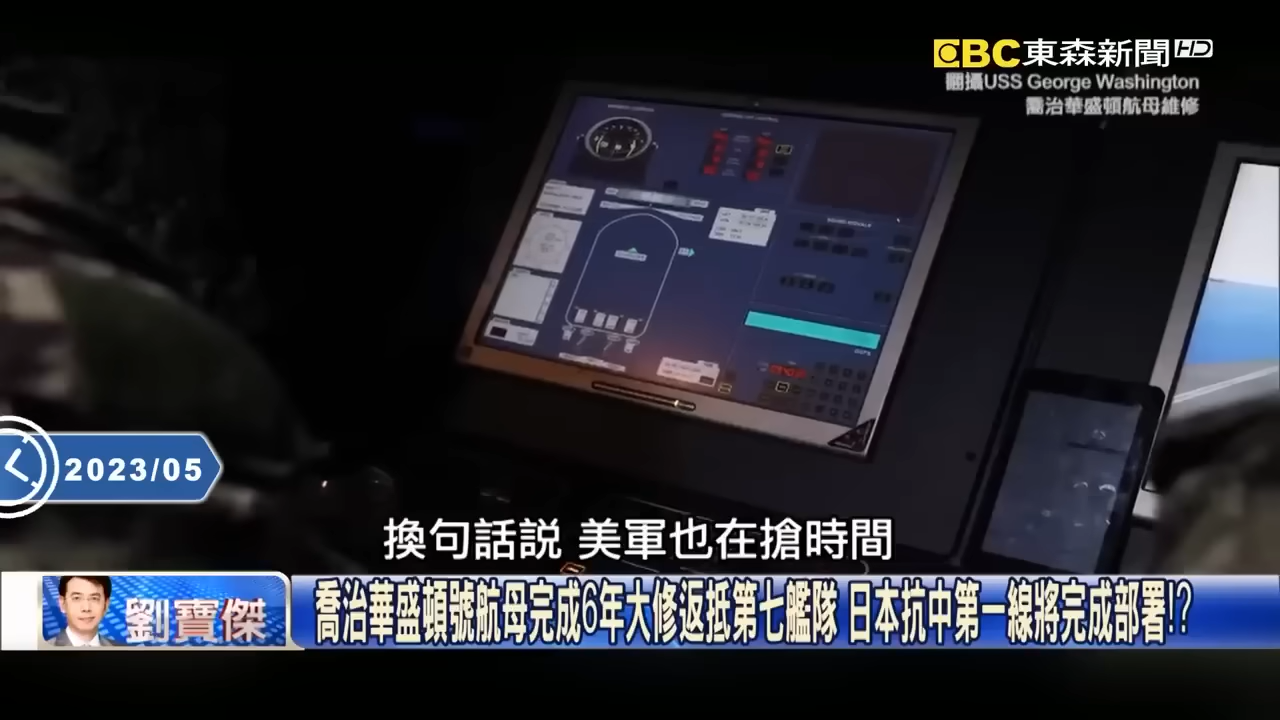 EBC東森新聞HD
翻攝USS George Washington
喬治華盛頓航母維修
2023/05
換句話說 美軍也在搶時間
劉寶傑
喬治華盛頓號航母完成6年大修返抵第七艦隊 日本抗中第一線將完成部署!?